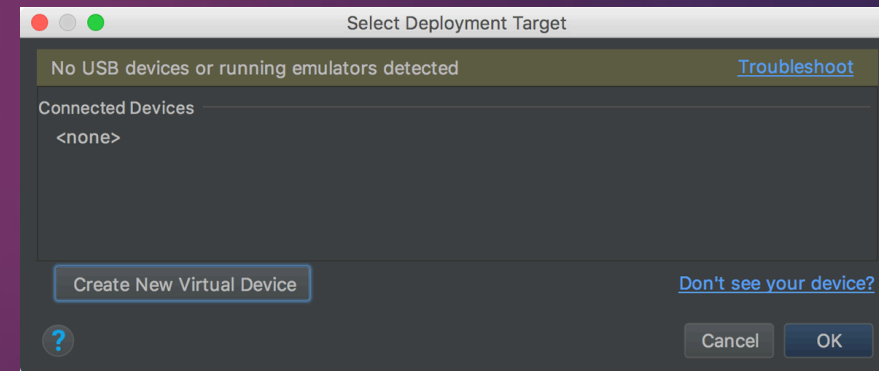 Select Deployment Target
No USB devices or running emulators detected Troubleshoot
Connected Devices
<none>
Create New Virtual Device Don't see your device?
? Cancel OK